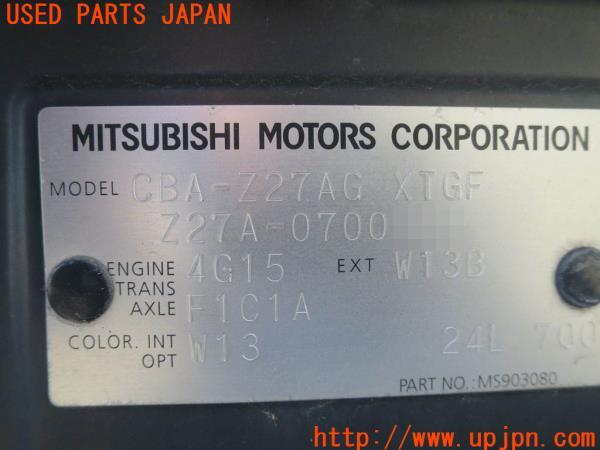 USED PARTS JAPAN
MITSUBISHI MOTORS CORPORATION
MODEL CBA-Z27AG XTGF
Z27A-0700
ENGINE 4G15 EXT W13B
TRANS
AXLE F1C1A
COLOR. INT W13 24L 700
OPT
PART NO.: MS903080
http://www.upjpn.com/